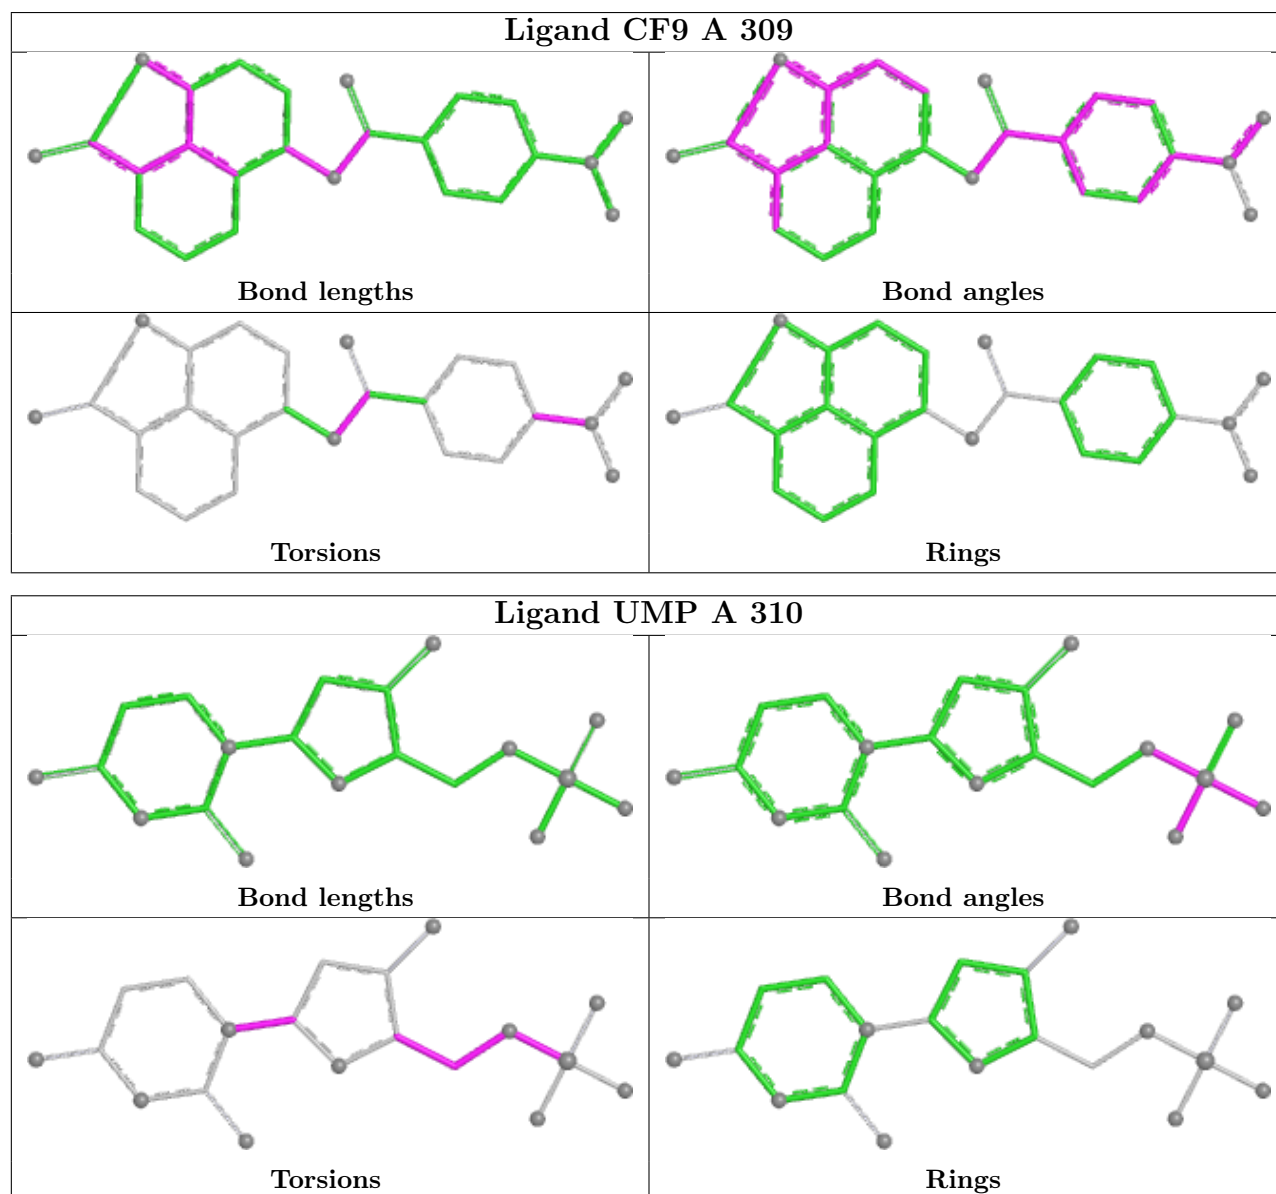 Ligand CF9 A 309
Bond lengths
Bond angles
Torsions
Rings
Ligand UMP A 310
Bond lengths
Bond angles
Torsions
Rings